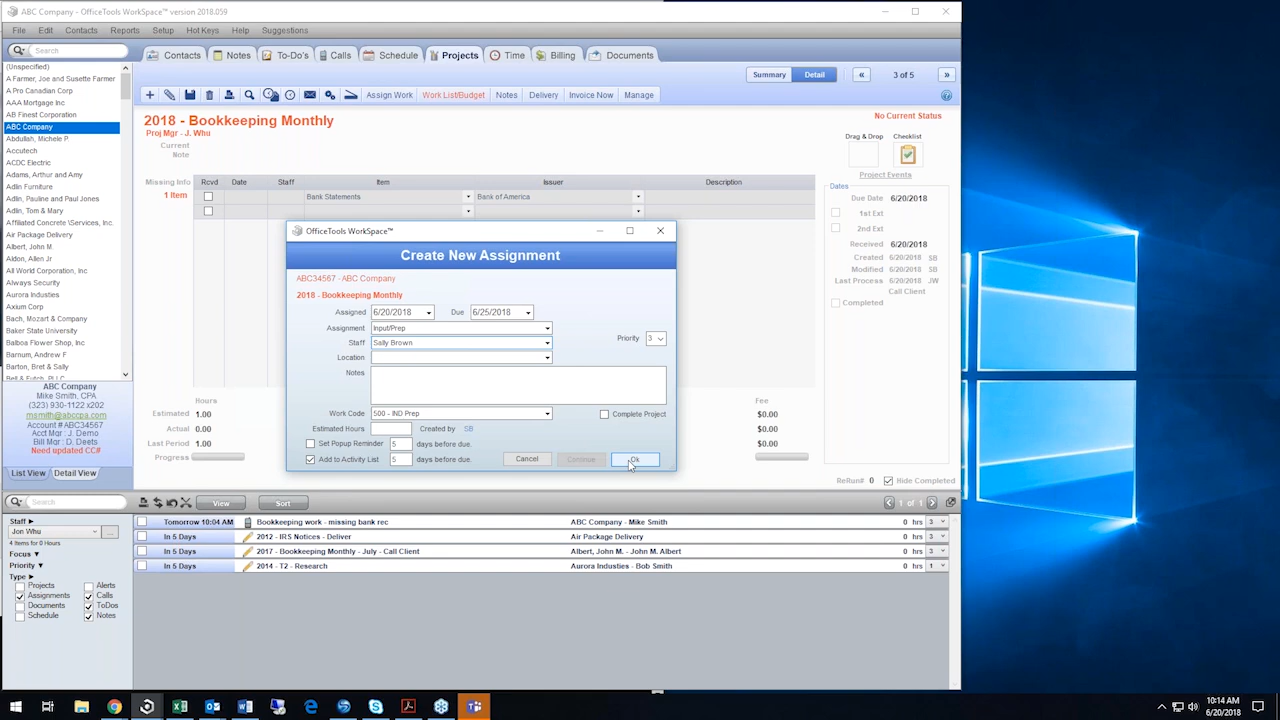 ABC Company - OfficeTools WorkSpace™ version 2018.059
File Edit Contacts Reports Setup Hot Keys Help Suggestions
Search
Contacts Notes To-Do's Calls Schedule Projects Time Billing Documents
(Unspecified)
A Farmer, Joe and Susette Farmer
A Pro Canadian Corp
AAA Mortgage Inc
AB Finest Corporation
ABC Company
Abdullah, Michele P.
Accutech
ACDC Electric
Adams, Arthur and Amy
Adlin Furniture
Adlin, Pauline and Paul Jones
Adlin, Tom & Mary
Affiliated Concrete \Services, Inc.
Air Package Delivery
Albert, John M.
Aldon, Allen Jr
All World Corporation, Inc
Always Security
Aurora Industies
Axium Corp
Bach, Mozart & Company
Baker State University
Balboa Flower Shop, Inc
Barnum, Andrew F
Barton, Bret & Sally
ABC Company
Mike Smith, CPA
(323) 930-1122 x202
msmith@abccpa.com
Account # ABC34567
Acct Mgr : J. Demo
Bill Mgr : D. Deets
Need updated CC#
List View Detail View
Summary Detail « 3 of 5 »
Assign Work Work List/Budget Notes Delivery Invoice Now Manage
2018 - Bookkeeping Monthly
Proj Mgr - J. Whu
No Current Status
Current
Note
Drag & Drop Checklist
Project Events
Missing Info Rcvd Date Staff Item Issuer Description
1 Item Bank Statements Bank of America
Dates
Due Date 6/20/2018
1st Ext
2nd Ext
Received 6/20/2018
Created 6/20/2018 SB
Modified 6/20/2018 SB
Last Process 6/20/2018 JW
Call Client
Completed
OfficeTools WorkSpace™
Create New Assignment
ABC34567 - ABC Company
2018 - Bookkeeping Monthly
Assigned 6/20/2018 Due 6/25/2018
Assignment Input/Prep
Staff Sally Brown
Priority 3
Location
Notes
Work Code 500 - IND Prep Complete Project
Estimated Hours Created by SB
Set Popup Reminder 5 days before due.
Add to Activity List 5 days before due.
Cancel Continue Ok
Hours
Estimated 1.00
Actual 0.00
Last Period 1.00
Progress
Fee
$0.00
$0.00
$0.00
ReRun# 0 Hide Completed
Search
View Sort 1 of 1
Staff
Jon Whu ...
4 Items for 0 Hours
Focus
Priority
Type
Projects Alerts
Assignments Calls
Documents ToDos
Schedule Notes
Tomorrow 10:04 AM Bookkeeping work - missing bank rec ABC Company - Mike Smith 0 hrs 3
In 5 Days 2012 - IRS Notices - Deliver Air Package Delivery 0 hrs 3
In 5 Days 2017 - Bookkeeping Monthly - July - Call Client Albert, John M. - John M. Albert 0 hrs 3
In 5 Days 2014 - T2 - Research Aurora Industies - Bob Smith 0 hrs 1
10:14 AM
6/20/2018